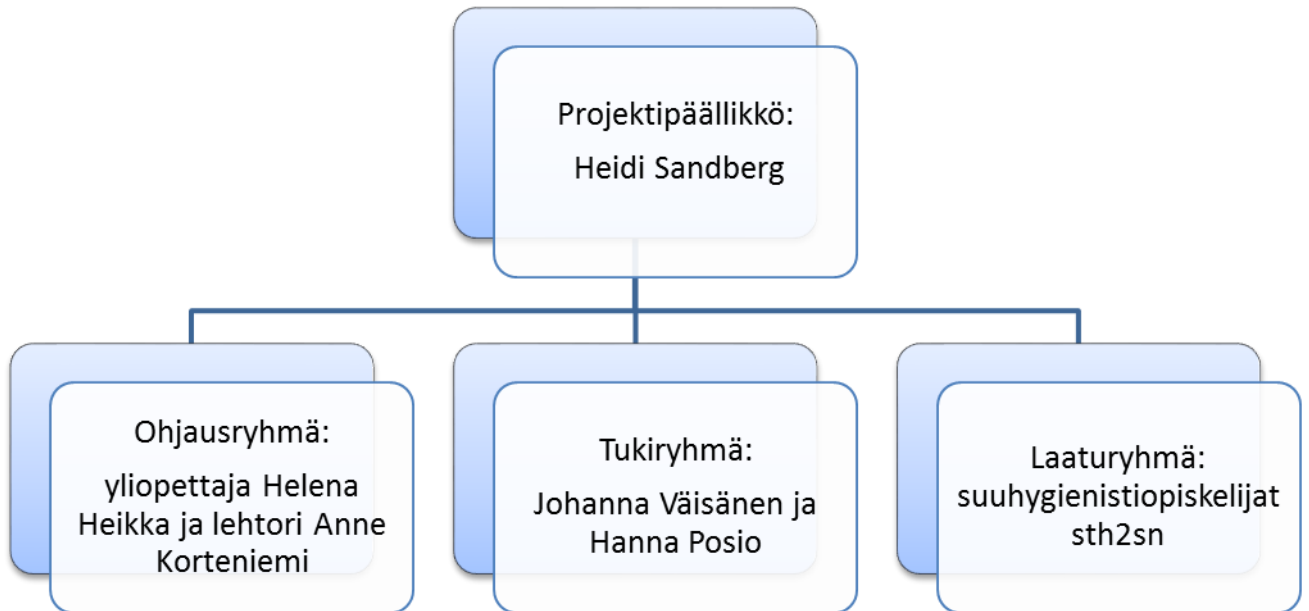 Projektipäällikkö:
Heidi Sandberg
Ohjausryhmä:
yliopettaja Helena
Heikka ja lehtori Anne
Korteniemi
Tukiryhmä:
Johanna Väisänen ja
Hanna Posio
Laaturyhmä:
suuhygienistiopiskelijat
sth2sn